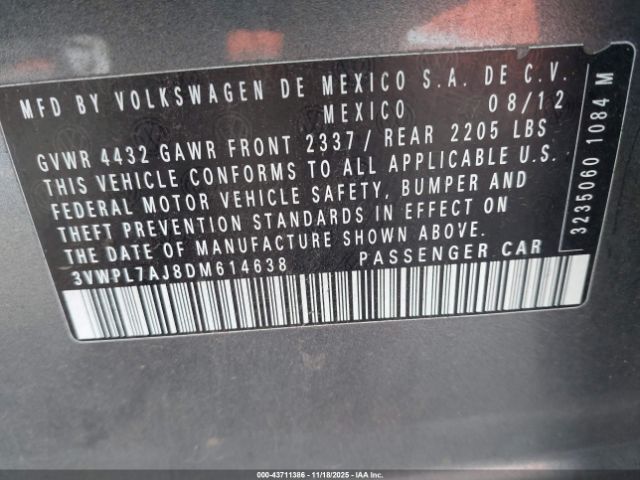 MFD BY VOLKSWAGEN DE MEXICO S.A. DE C.V.
MEXICO 08/12
GVWR 4432 GAWR FRONT 2337/ REAR 2205 LBS
THIS VEHICLE CONFORMS TO ALL APPLICABLE U.S.
FEDERAL MOTOR VEHICLE SAFETY, BUMPER AND
THEFT PREVENTION STANDARDS IN EFFECT ON
THE DATE OF MANUFACTURE SHOWN ABOVE.
3VWPL7AJ8DM614638 PASSENGER CAR
3235060 1084 M
000-43711386 - 11/18/2025 - IAA, Inc.